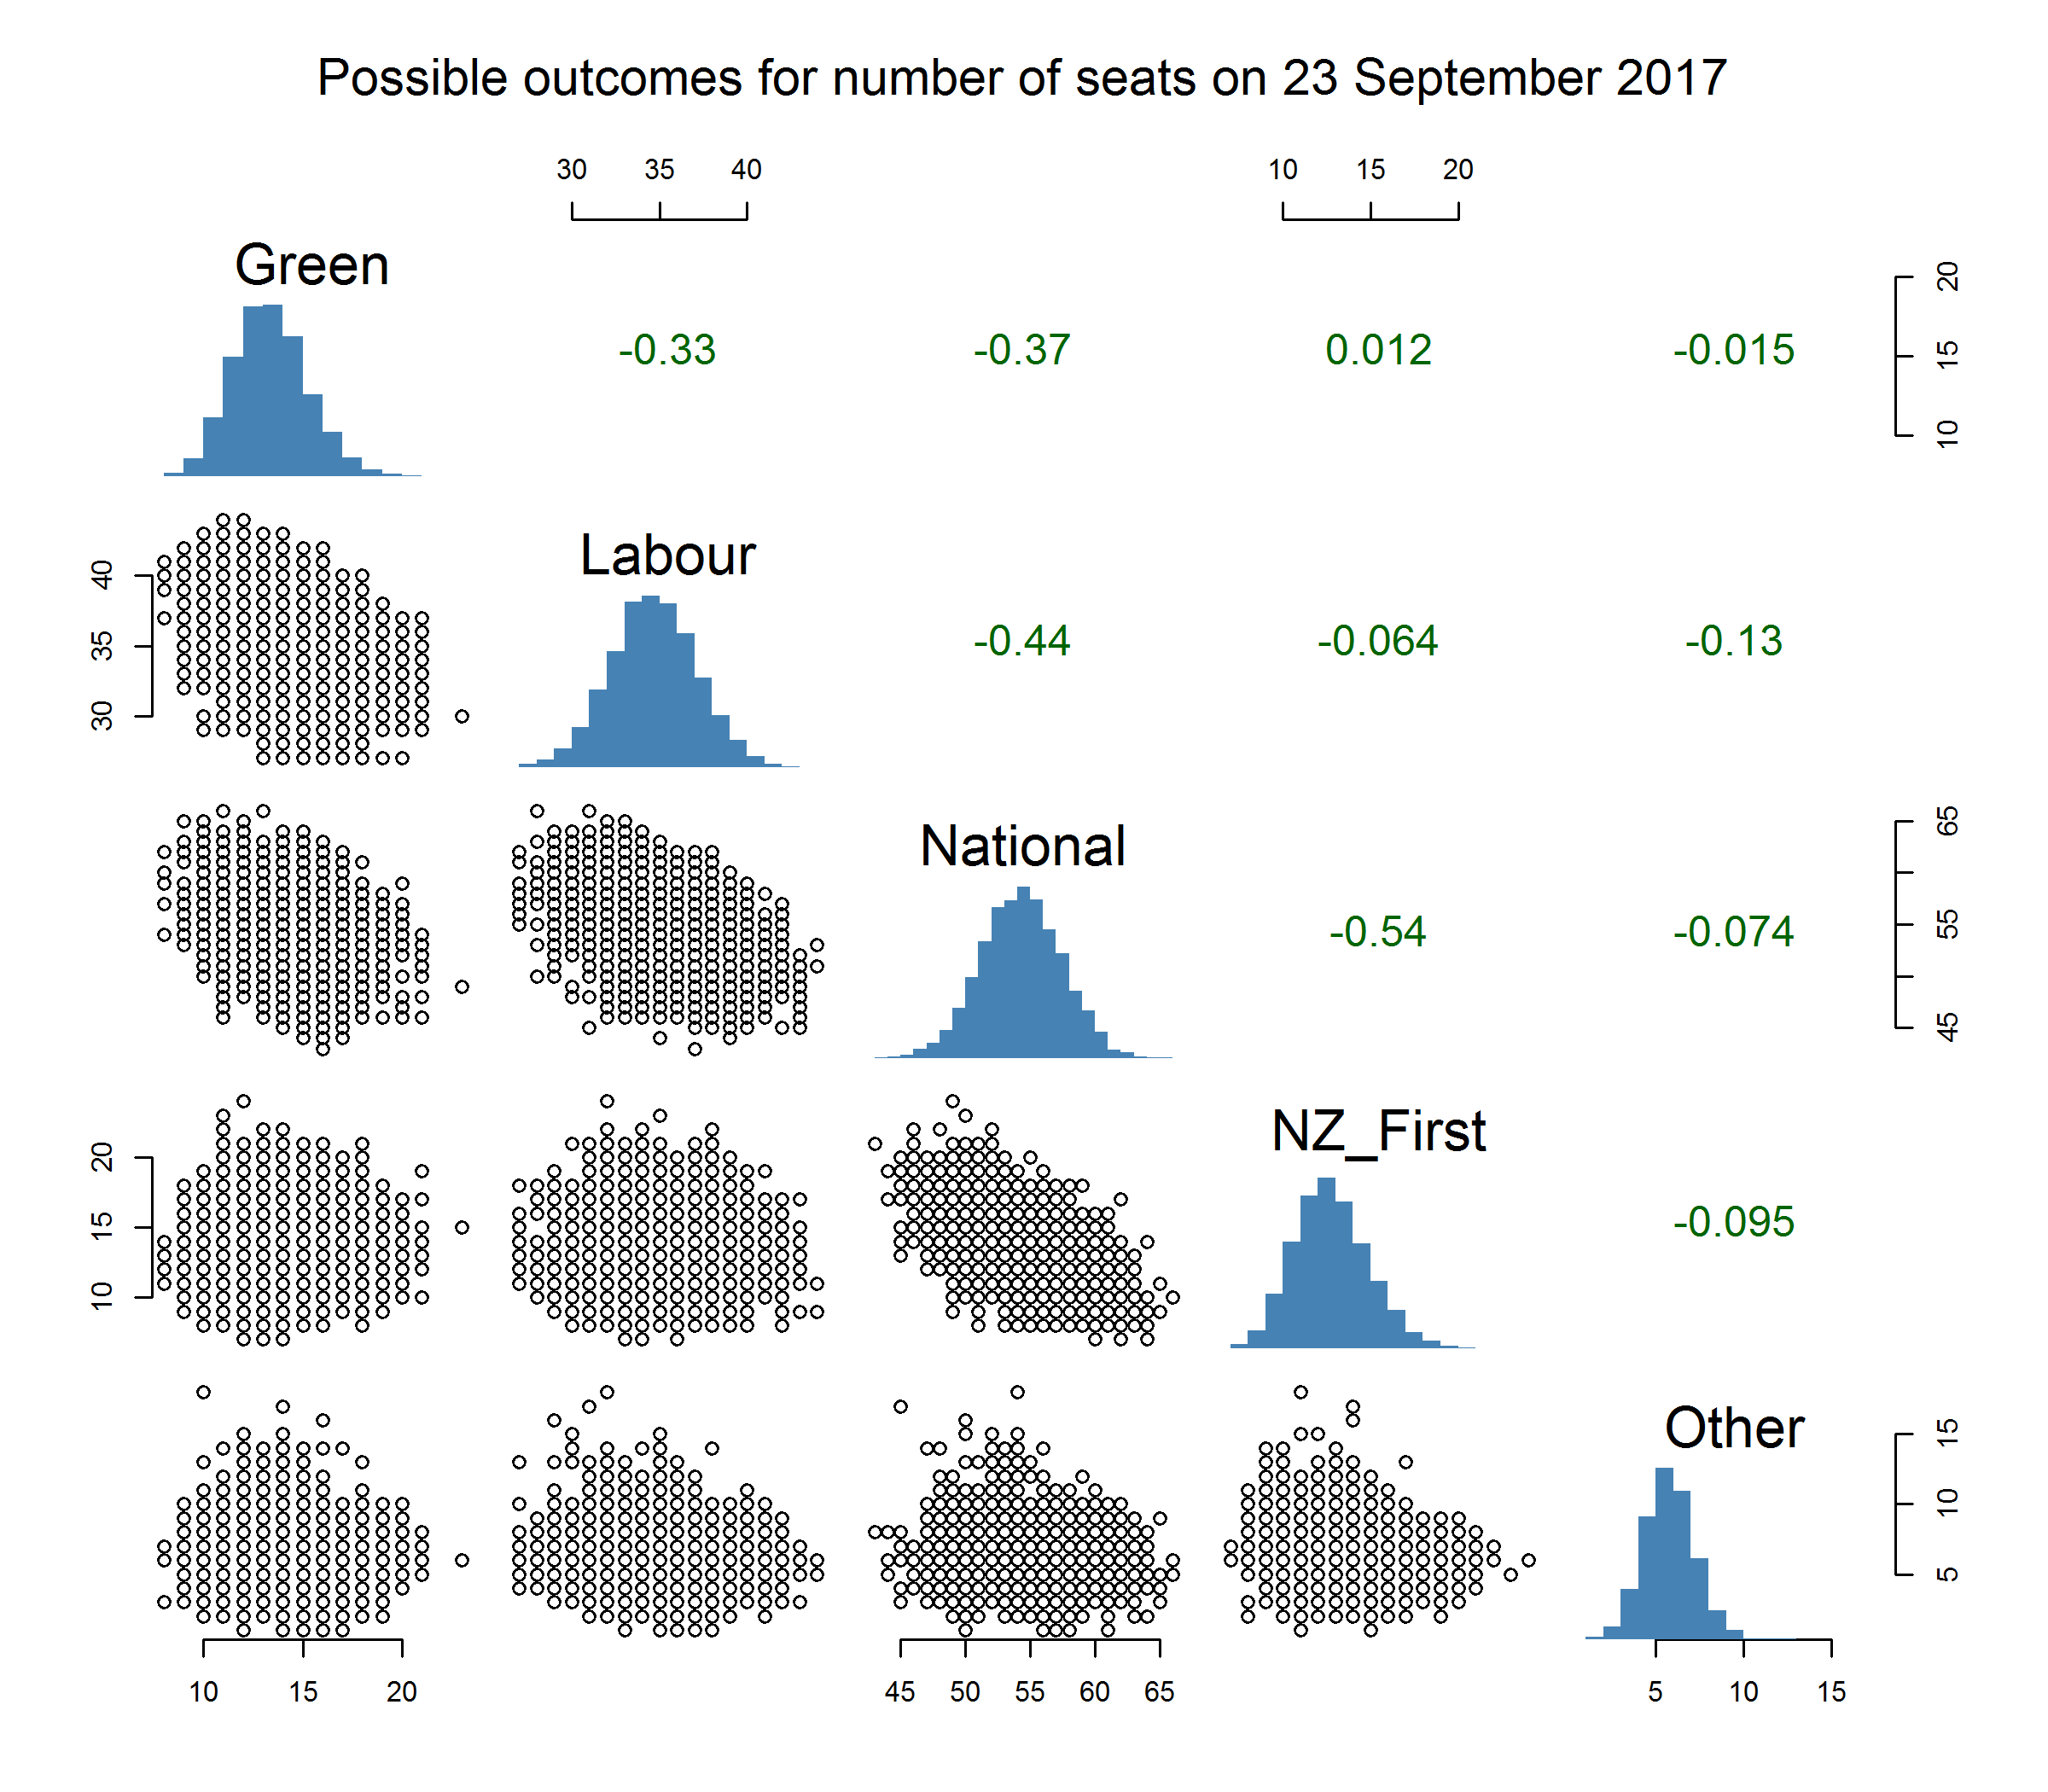 Possible outcomes for number of seats on 23 September 2017
30 35 40
10 15 20
Green
-0.33
-0.37
0.012
-0.015
20
15
10
Labour
40
35
30
-0.44
-0.064
-0.13
National
-0.54
-0.074
65
55
45
NZ_First
20
15
10
-0.095
Other
15
10
5
10 15 20
45 50 55 60 65
5 10 15